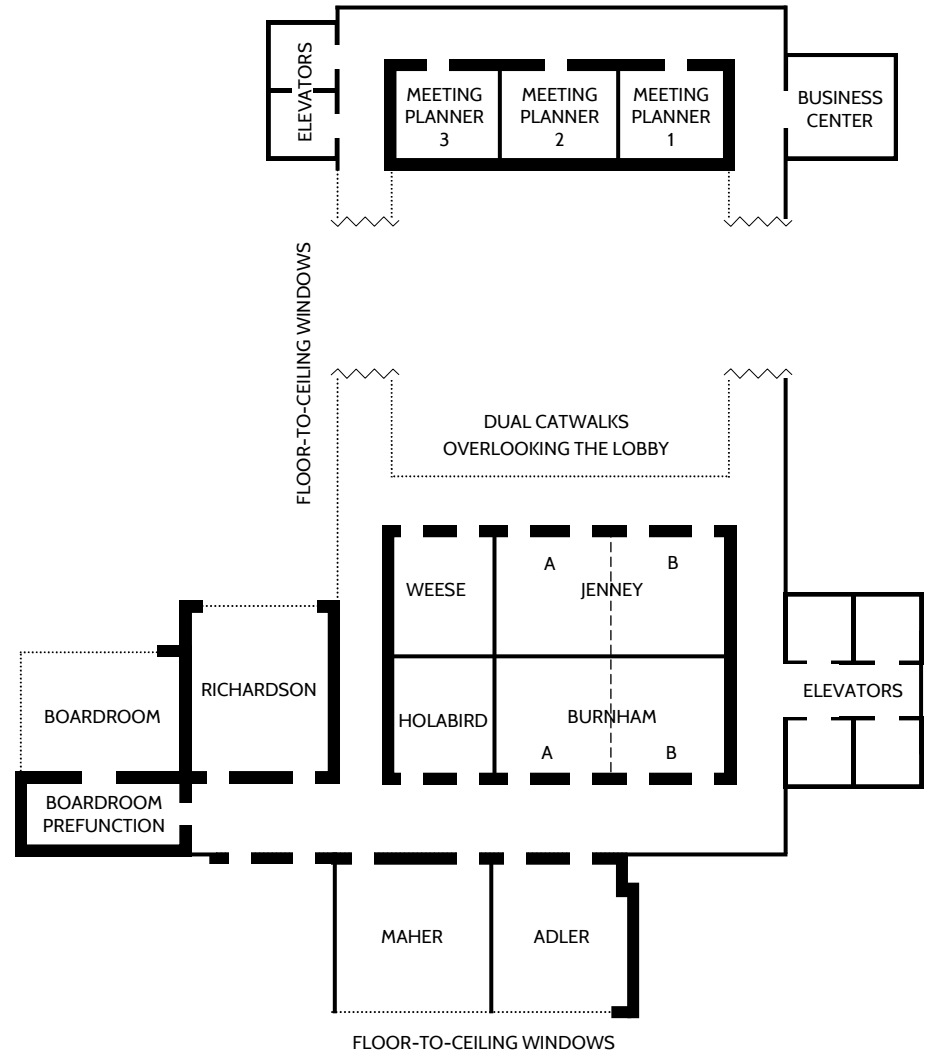 ELEVATORS
MEETING
PLANNER
3
MEETING
PLANNER
2
MEETING
PLANNER
1
BUSINESS
CENTER
FLOOR-TO-CEILING WINDOWS
DUAL CATWALKS
OVERLOOKING THE LOBBY
WEESE
A
B
JENNEY
RICHARDSON
BOARDROOM
HOLABIRD
BURNHAM
A
B
ELEVATORS
BOARDROOM
PREFUNCTION
MAHER
ADLER
FLOOR-TO-CEILING WINDOWS